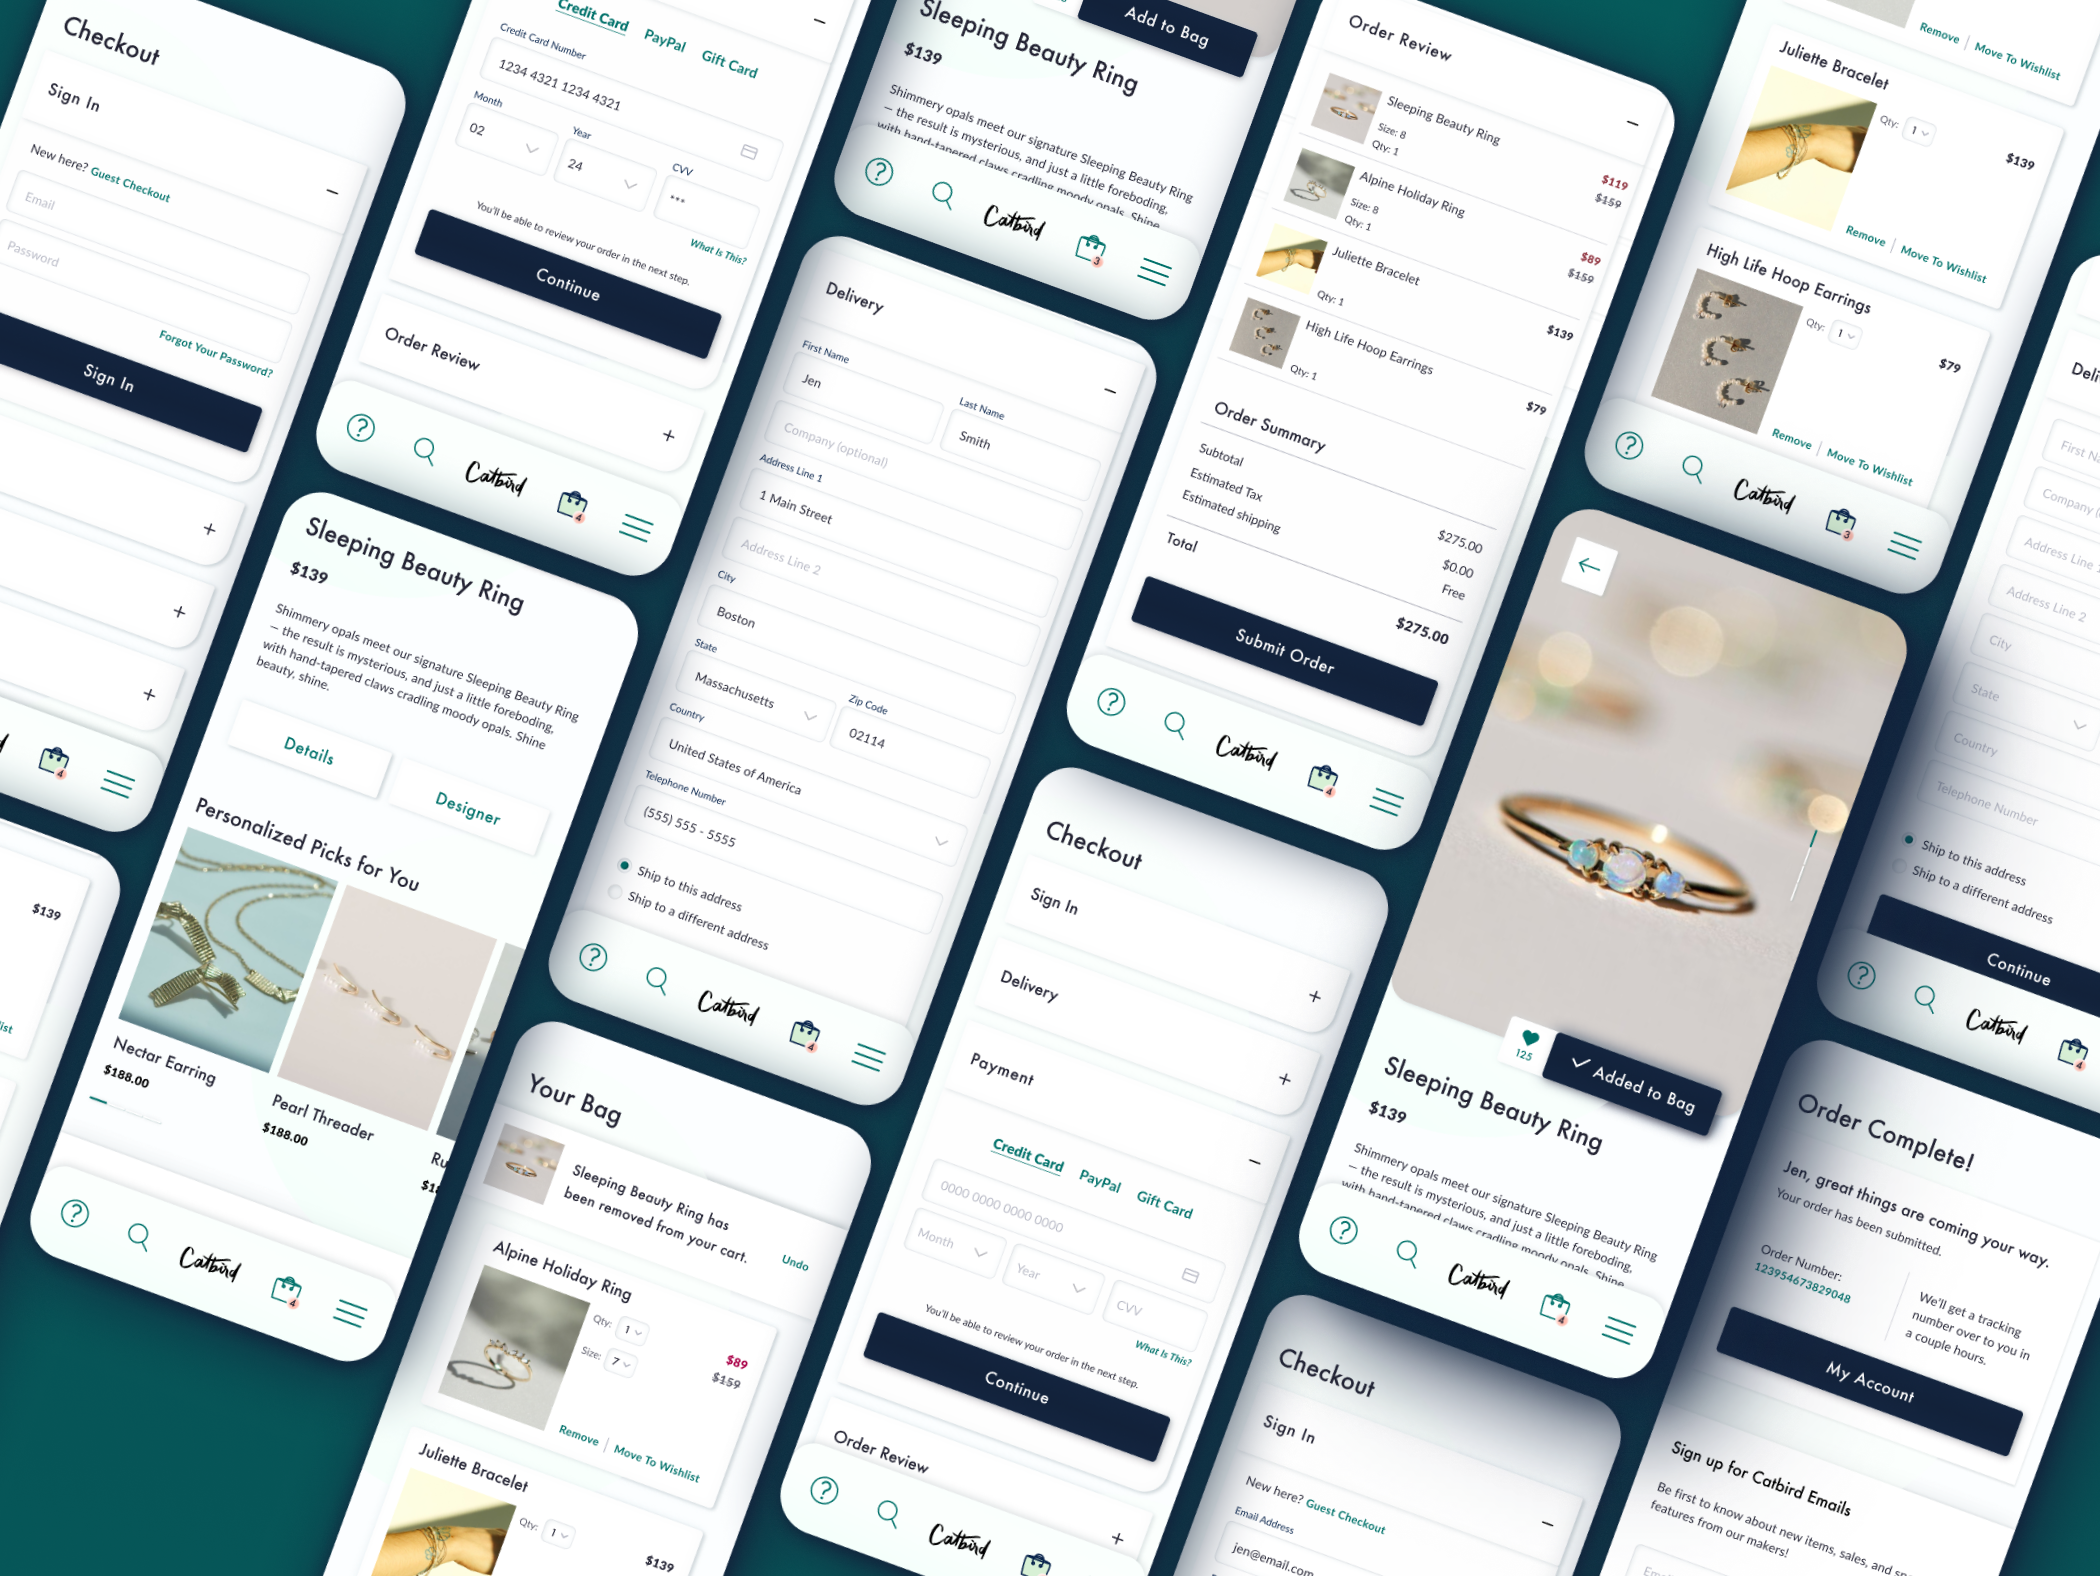 Checkout
Sign In
New here? Guest Checkout
Email
Password
Forgot Your Password?
Sign In
4
$139
Credit Card
PayPal
Gift Card
Credit Card Number
1234 4321 1234 4321
Month
02
Year
24
CVV
***
What Is This?
You'll be able to review your order in the next step.
Continue
Order Review
Catbird
4
Sleeping Beauty Ring
$139
Shimmery opals meet our signature Sleeping Beauty Ring
— the result is mysterious, and just a little foreboding,
with hand-tapered claws cradling moody opals. Shine
beauty, shine.
Details
Designer
Personalized Picks for You
Nectar Earring
$188.00
Pearl Threader
$188.00
Ru
Catbird
4
Add to Bag
Sleeping Beauty Ring
$139
Shimmery opals meet our signature Sleeping Beauty Ring
— the result is mysterious, and just a little foreboding,
with hand-tapered claws cradling moody opals. Shine
Catbird
3
Delivery
First Name
Jen
Last Name
Smith
Company (optional)
Address Line 1
1 Main Street
Address Line 2
City
Boston
State
Massachusetts
Zip Code
02114
Country
United States of America
Telephone Number
(555) 555 - 5555
Ship to this address
Ship to a different address
Catbird
4
Your Bag
Sleeping Beauty Ring has
been removed from your cart.
Undo
Alpine Holiday Ring
Qty: 1
Size: 7
$89
$159
Remove | Move To Wishlist
Juliette Bracelet
Qty: 1
$139
Order Review
Sleeping Beauty Ring
Size: 8
Qty: 1
$119
$159
Alpine Holiday Ring
Size: 8
Qty: 1
$89
$159
Juliette Bracelet
Qty: 1
$139
High Life Hoop Earrings
Qty: 1
$79
Order Summary
Subtotal
$275.00
Estimated Tax
$0.00
Estimated shipping
Free
Total
$275.00
Submit Order
Catbird
4
Checkout
Sign In
Delivery
Payment
Credit Card
PayPal
Gift Card
0000 0000 0000 0000
Month
Year
CVV
What Is This?
You'll be able to review your order in the next step.
Continue
Order Review
Catbird
Remove | Move To Wishlist
Juliette Bracelet
Qty: 1
$139
Remove | Move To Wishlist
High Life Hoop Earrings
Qty: 1
$79
Remove | Move To Wishlist
Catbird
3
125
Added to Bag
Sleeping Beauty Ring
$139
Shimmery opals meet our signature Sleeping Beauty Ring
— the result is mysterious, and just a little foreboding,
with hand-tapered claws cradling moody opals. Shine
Catbird
4
Checkout
Sign In
New here? Guest Checkout
Email Address
jen@email.com
Company
Address Line
Address Line 2
City
State
Country
Telephone Number
Ship to this address
Ship to a different address
Continue
Catbird
4
Order Complete!
Jen, great things are coming your way.
Your order has been submitted.
Order Number:
123954673829048
We'll get a tracking
number over to you in
a couple hours.
My Account
Sign up for Catbird Emails
Be first to know about new items, sales, and
features from our makers!